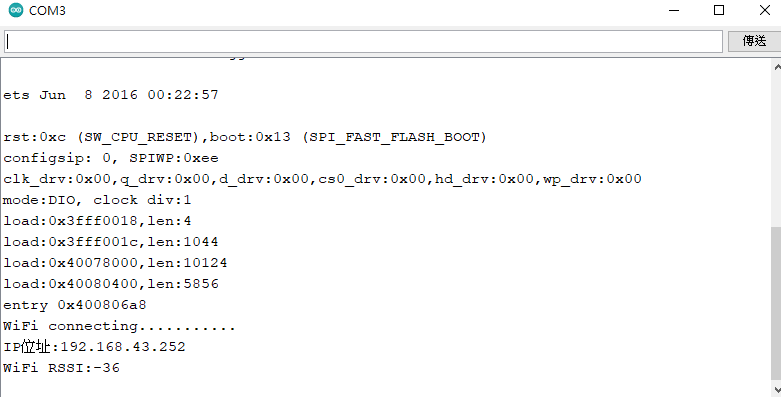 COM3
傳送
ets Jun  8 2016 00:22:57
rst:0xc (SW_CPU_RESET),boot:0x13 (SPI_FAST_FLASH_BOOT)
configsip: 0, SPIWP:0xee
clk_drv:0x00,q_drv:0x00,d_drv:0x00,cs0_drv:0x00,hd_drv:0x00,wp_drv:0x00
mode:DIO, clock div:1
load:0x3fff0018,len:4
load:0x3fff001c,len:1044
load:0x40078000,len:10124
load:0x40080400,len:5856
entry 0x400806a8
WiFi connecting...........
IP位址:192.168.43.252
WiFi RSSI:-36